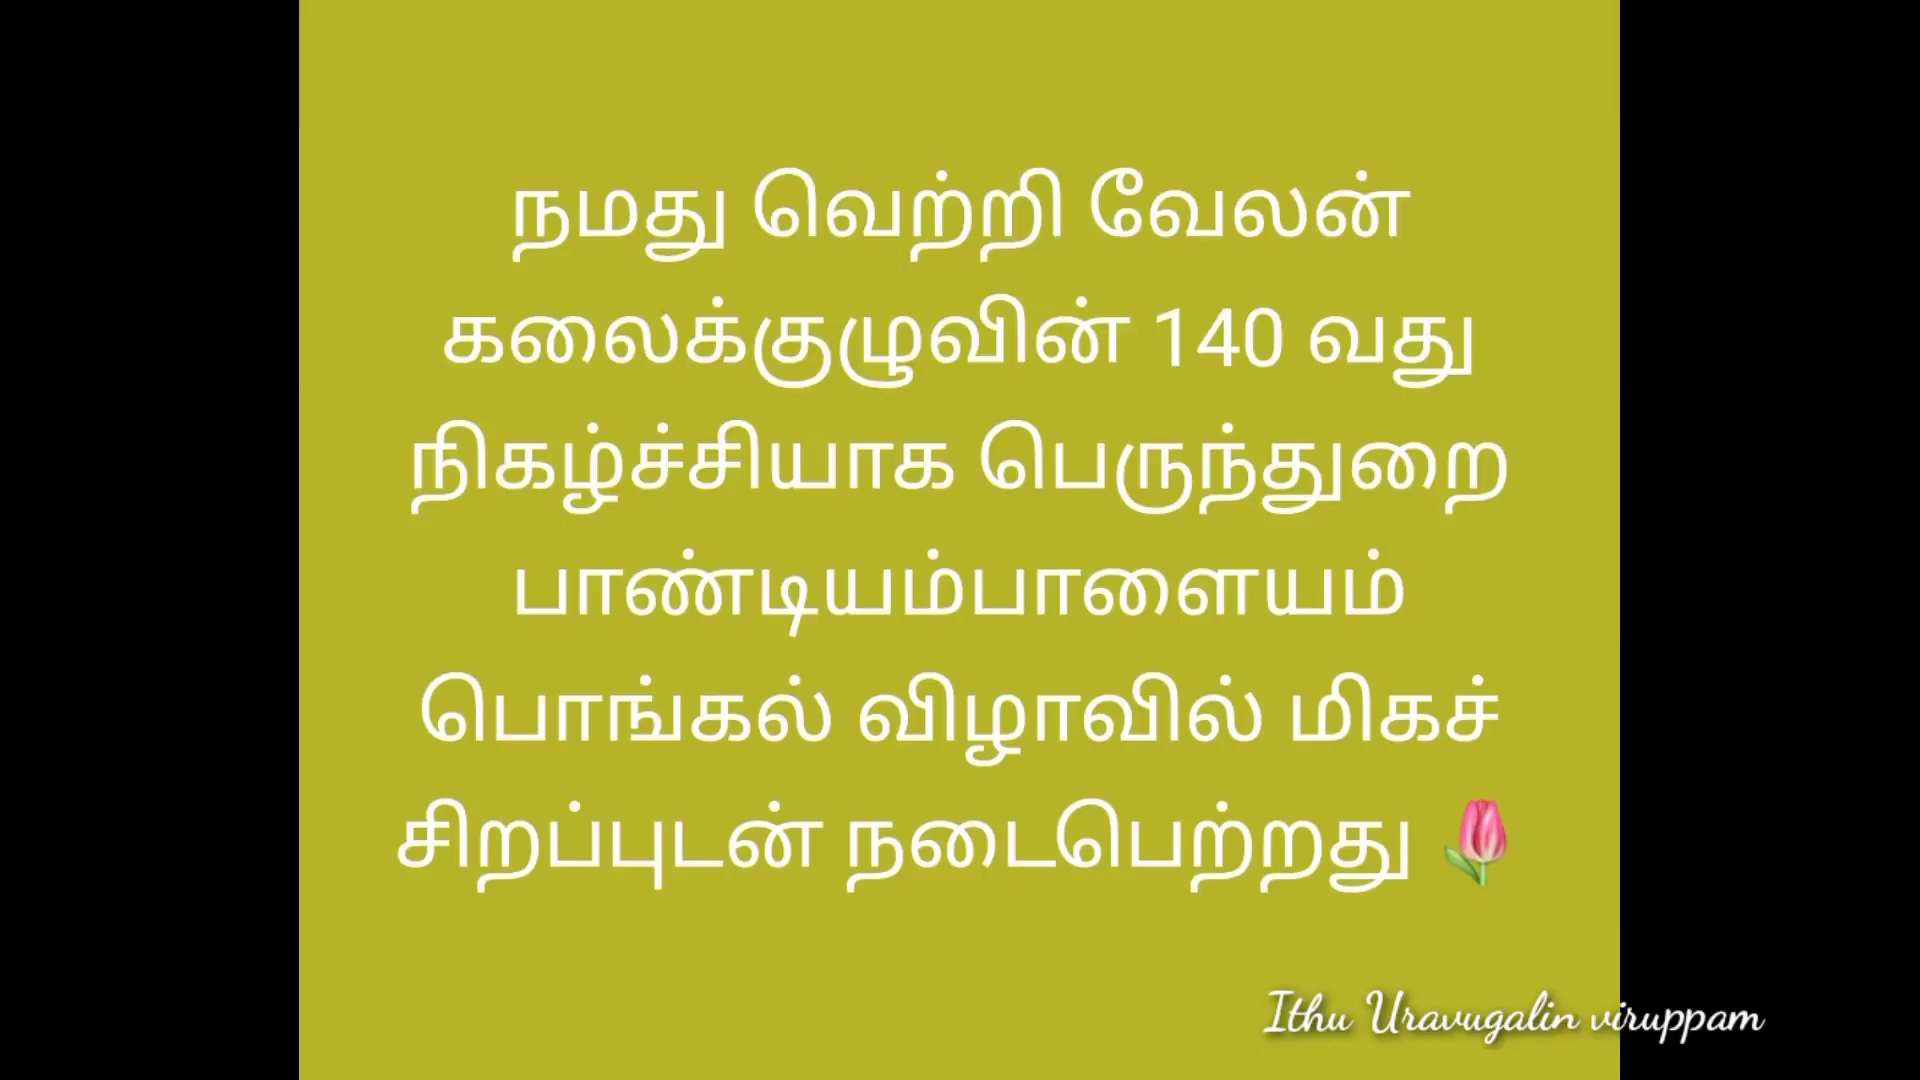 நமது வெற்றி வேலன்
கலைக்குழுவின் 140 வது
நிகழ்ச்சியாக பெருந்துறை
பாண்டியம்பாளையம்
பொங்கல் விழாவில் மிகச்
சிறப்புடன் நடைபெற்றது 🌷
Ithu Uravugalin viruppam